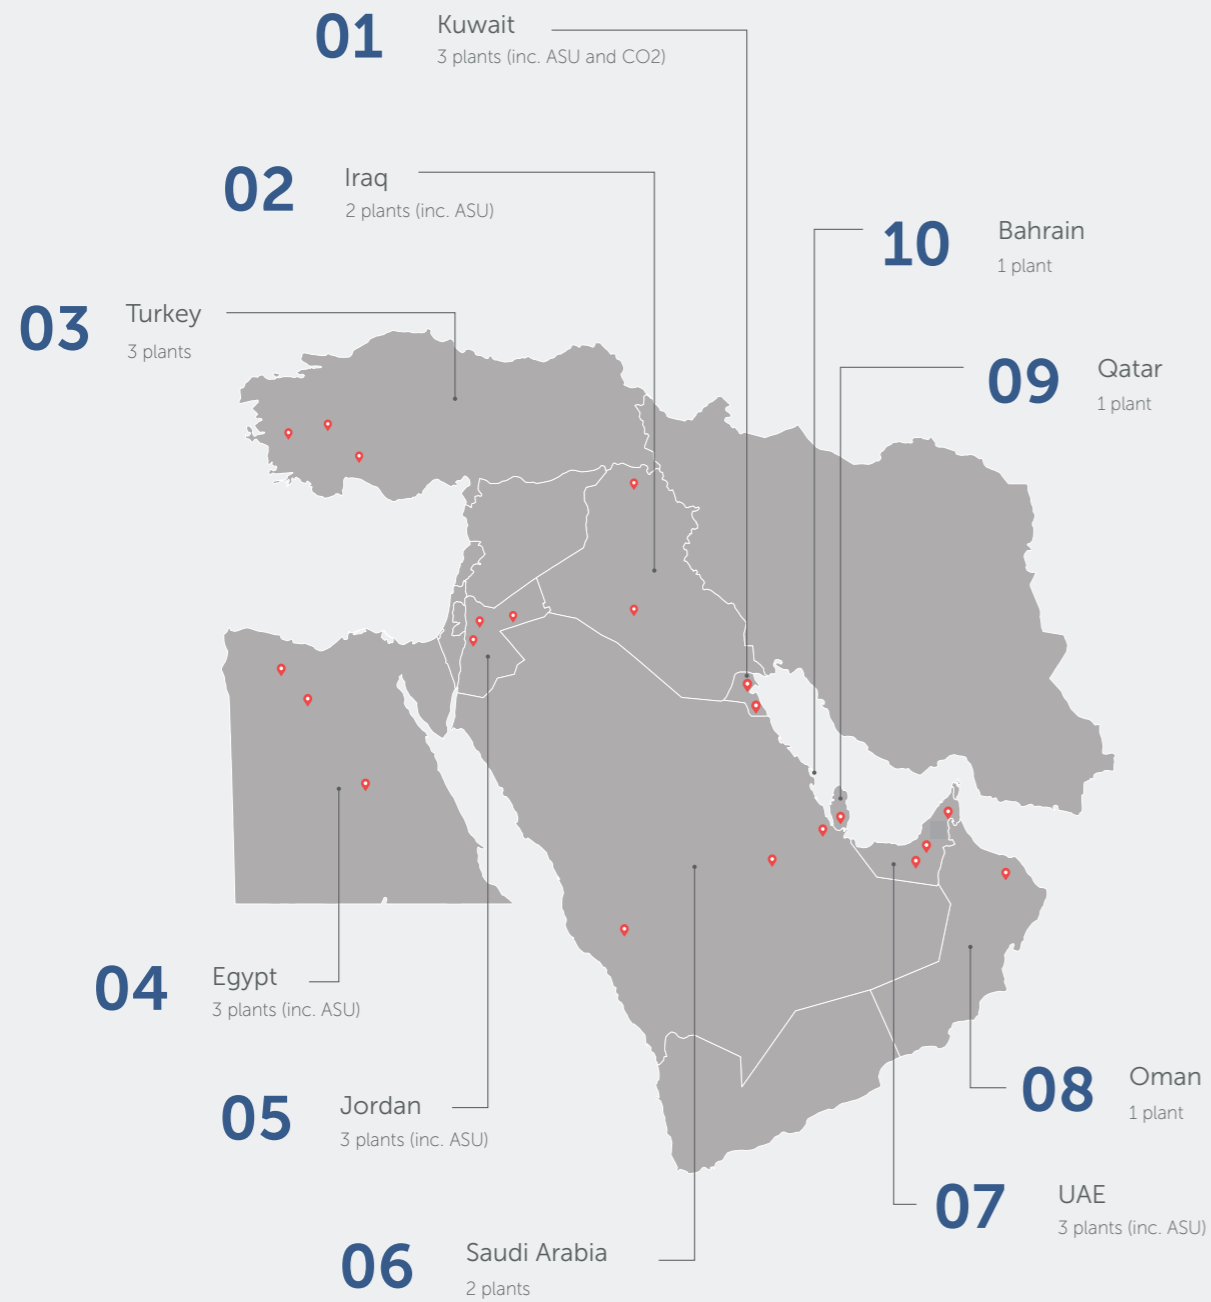 01
Kuwait
3 plants (inc. ASU and CO2)
02
Iraq
2 plants (inc. ASU)
10
Bahrain
1 plant
03
Turkey
3 plants
09
Qatar
1 plant
04
Egypt
3 plants (inc. ASU)
05
Jordan
3 plants (inc. ASU)
08
Oman
1 plant
07
UAE
3 plants (inc. ASU)
06
Saudi Arabia
2 plants